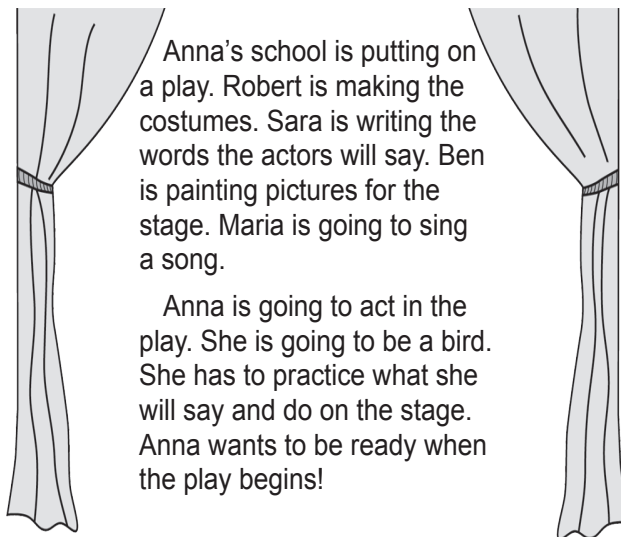 Anna’s school is putting on
a play. Robert is making the
costumes. Sara is writing the
words the actors will say. Ben
is painting pictures for the
stage. Maria is going to sing
a song.
Anna is going to act in the
play. She is going to be a bird.
She has to practice what she
will say and do on the stage.
Anna wants to be ready when
the play begins!